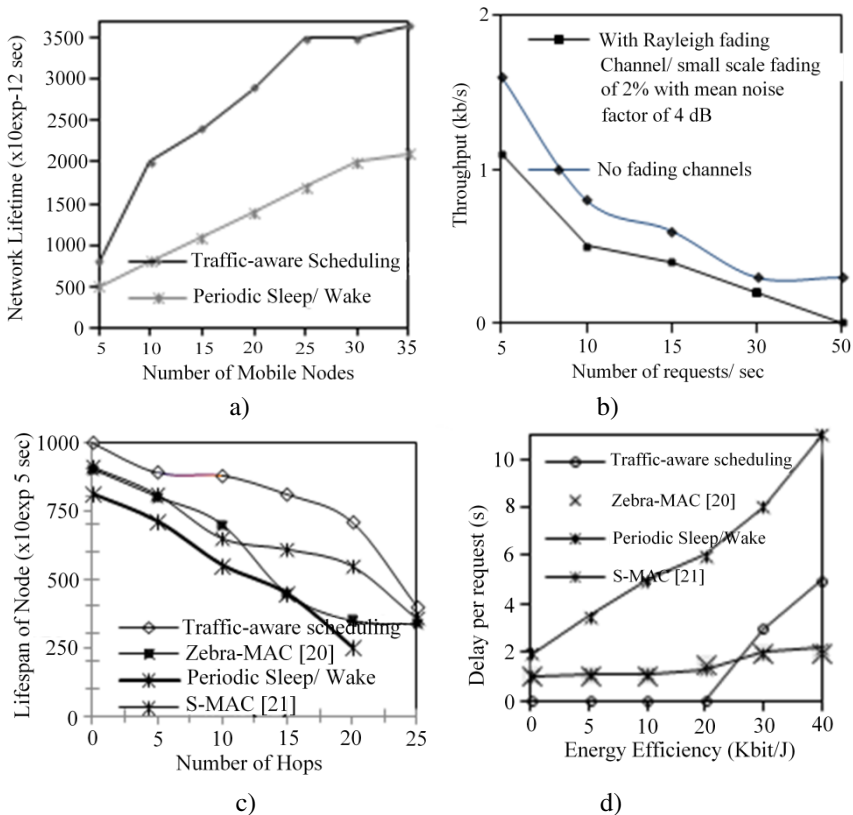 3500
3000
2500
2000
1500
1000
500
0
5
10
15
20
25
30
35
Network Lifetime (x10exp-12 sec)
Traffic-aware Scheduling
Periodic Sleep/ Wake
Number of Mobile Nodes
a)
2
1
0
5
10
15
30
50
Throughput (kb/s)
With Rayleigh fading
Channel/ small scale fading
of 2% with mean noise
factor of 4 dB
No fading channels
Number of requests/ sec
b)
1000
750
500
250
0
0
5
10
15
20
25
Lifespan of Node (x10exp 5 sec)
Traffic-aware scheduling
Zebra-MAC [20]
Periodic Sleep/ Wake
S-MAC [21]
Number of Hops
c)
10
8
6
4
2
0
0
5
10
20
30
40
Delay per request (s)
Traffic-aware scheduling
Zebra-MAC [20]
Periodic Sleep/Wake
S-MAC [21]
Energy Efficiency (Kbit/J)
d)